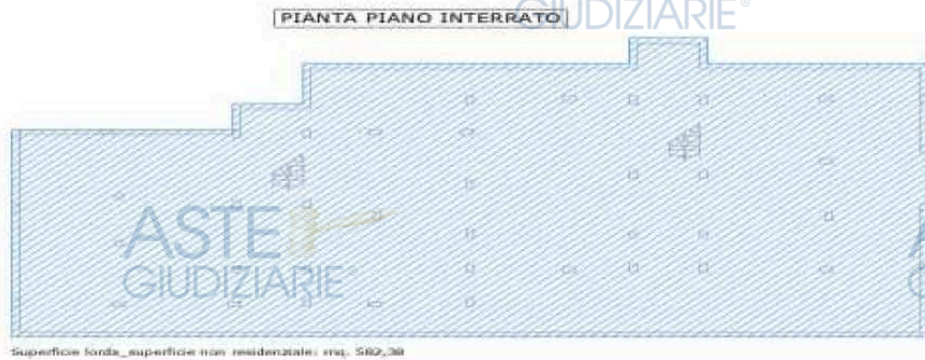 GIUDIZIARIE®
PIANTA PIANO INTERRATO
ASTE
GIUDIZIARIE®
Superficie lorda_superficie non residenziale: mq. 582,38